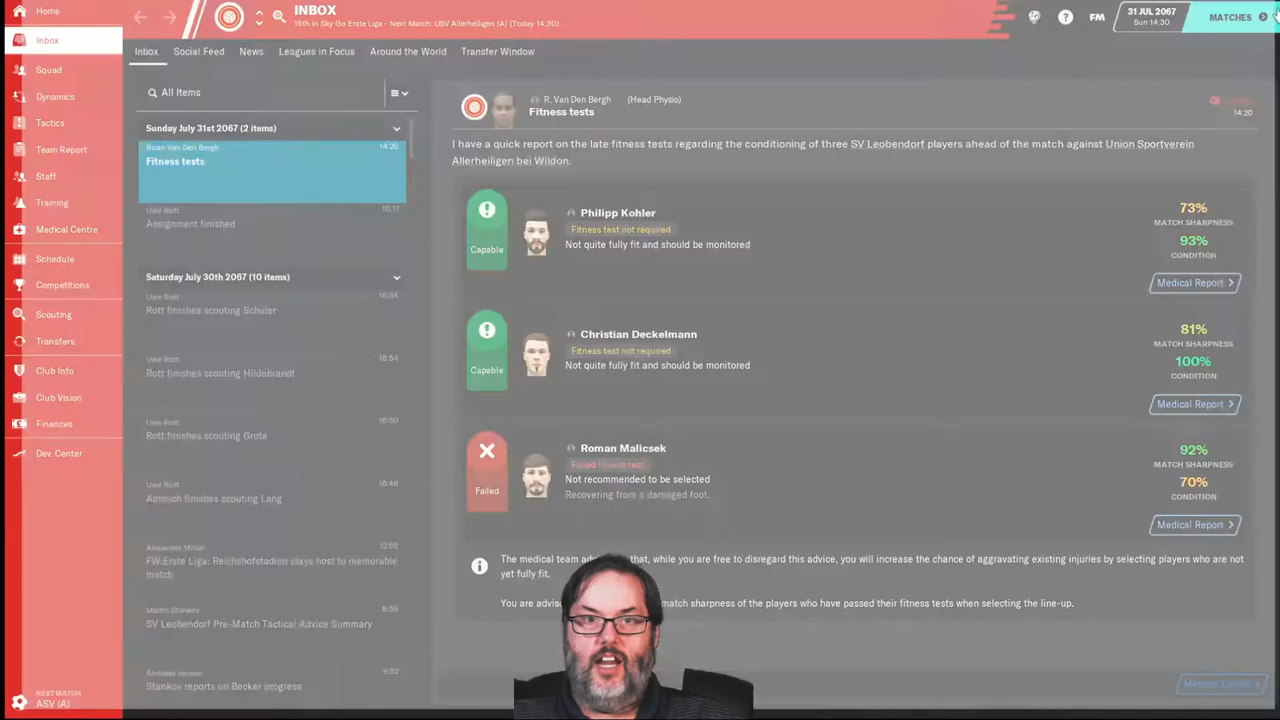 Home
Inbox
Squad
Dynamics
Tactics
Team Report
Staff
Training
Medical Centre
Schedule
Competitions
Scouting
Transfers
Club Info
Club Vision
Finances
Dev. Center
NEXT MATCH
ASV (A)
INBOX
15th in Sky Go Erste Liga - Next Match: USV Allerheiligen (A) (Today 14:30)
FM
31 JUL 2067
Sun 14:30
MATCHES
Inbox Social Feed News Leagues in Focus Around the World Transfer Window
All Items
Sunday July 31st 2067 (2 items)
Roan Van Den Bergh 14:20
Fitness tests
Uwe Rott 10:11
Assignment finished
Saturday July 30th 2067 (10 items)
Uwe Rott 16:54
Rott finishes scouting Schuler
Uwe Rott 16:54
Rott finishes scouting Hildebrandt
Uwe Rott 16:50
Rott finishes scouting Grote
Uwe Rott 16:46
Ammich finishes scouting Lang
12:55
FW:Erste Liga: Reichshofstadion plays host to memorable
match
Martin Stankov 8:59
SV Leobendorf Pre-Match Tactical Advice Summary
Andreas Jansen
Stankov reports on Becker progress
R. Van Den Bergh (Head Physio)
Fitness tests
14:20
I have a quick report on the late fitness tests regarding the conditioning of three SV Leobendorf players ahead of the match against Union Sportverein
Allerheiligen bei Wildon.
Capable
Philipp Kohler
Fitness test not required
Not quite fully fit and should be monitored
73%
MATCH SHARPNESS
93%
CONDITION
Medical Report
Capable
Christian Deckelmann
Fitness test not required
Not quite fully fit and should be monitored
81%
MATCH SHARPNESS
100%
CONDITION
Medical Report
Failed
Roman Malicsek
Failed fitness test
Not recommended to be selected
Recovering from a damaged foot.
92%
MATCH SHARPNESS
70%
CONDITION
Medical Report
The medical team that, while you are free to disregard this advice, you will increase the chance of aggravating existing injuries by selecting players who are not
yet fully fit.
You are match sharpness of the players who have passed their fitness tests when selecting the line-up.
Medical Centre